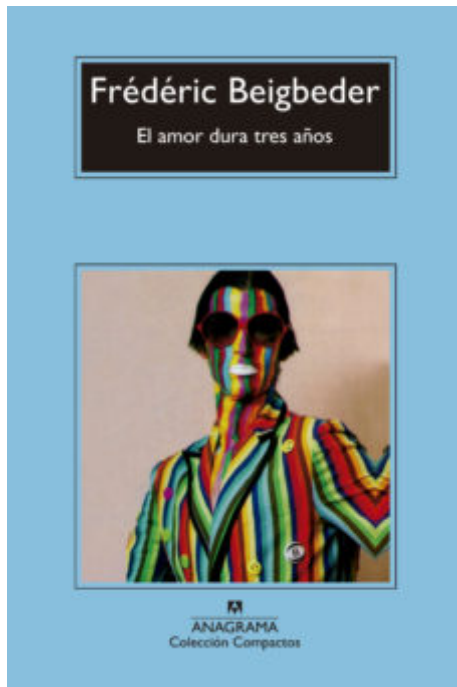 Frédéric Beigbeder
El amor dura tres años
ANAGRAMA
Colección Compactos